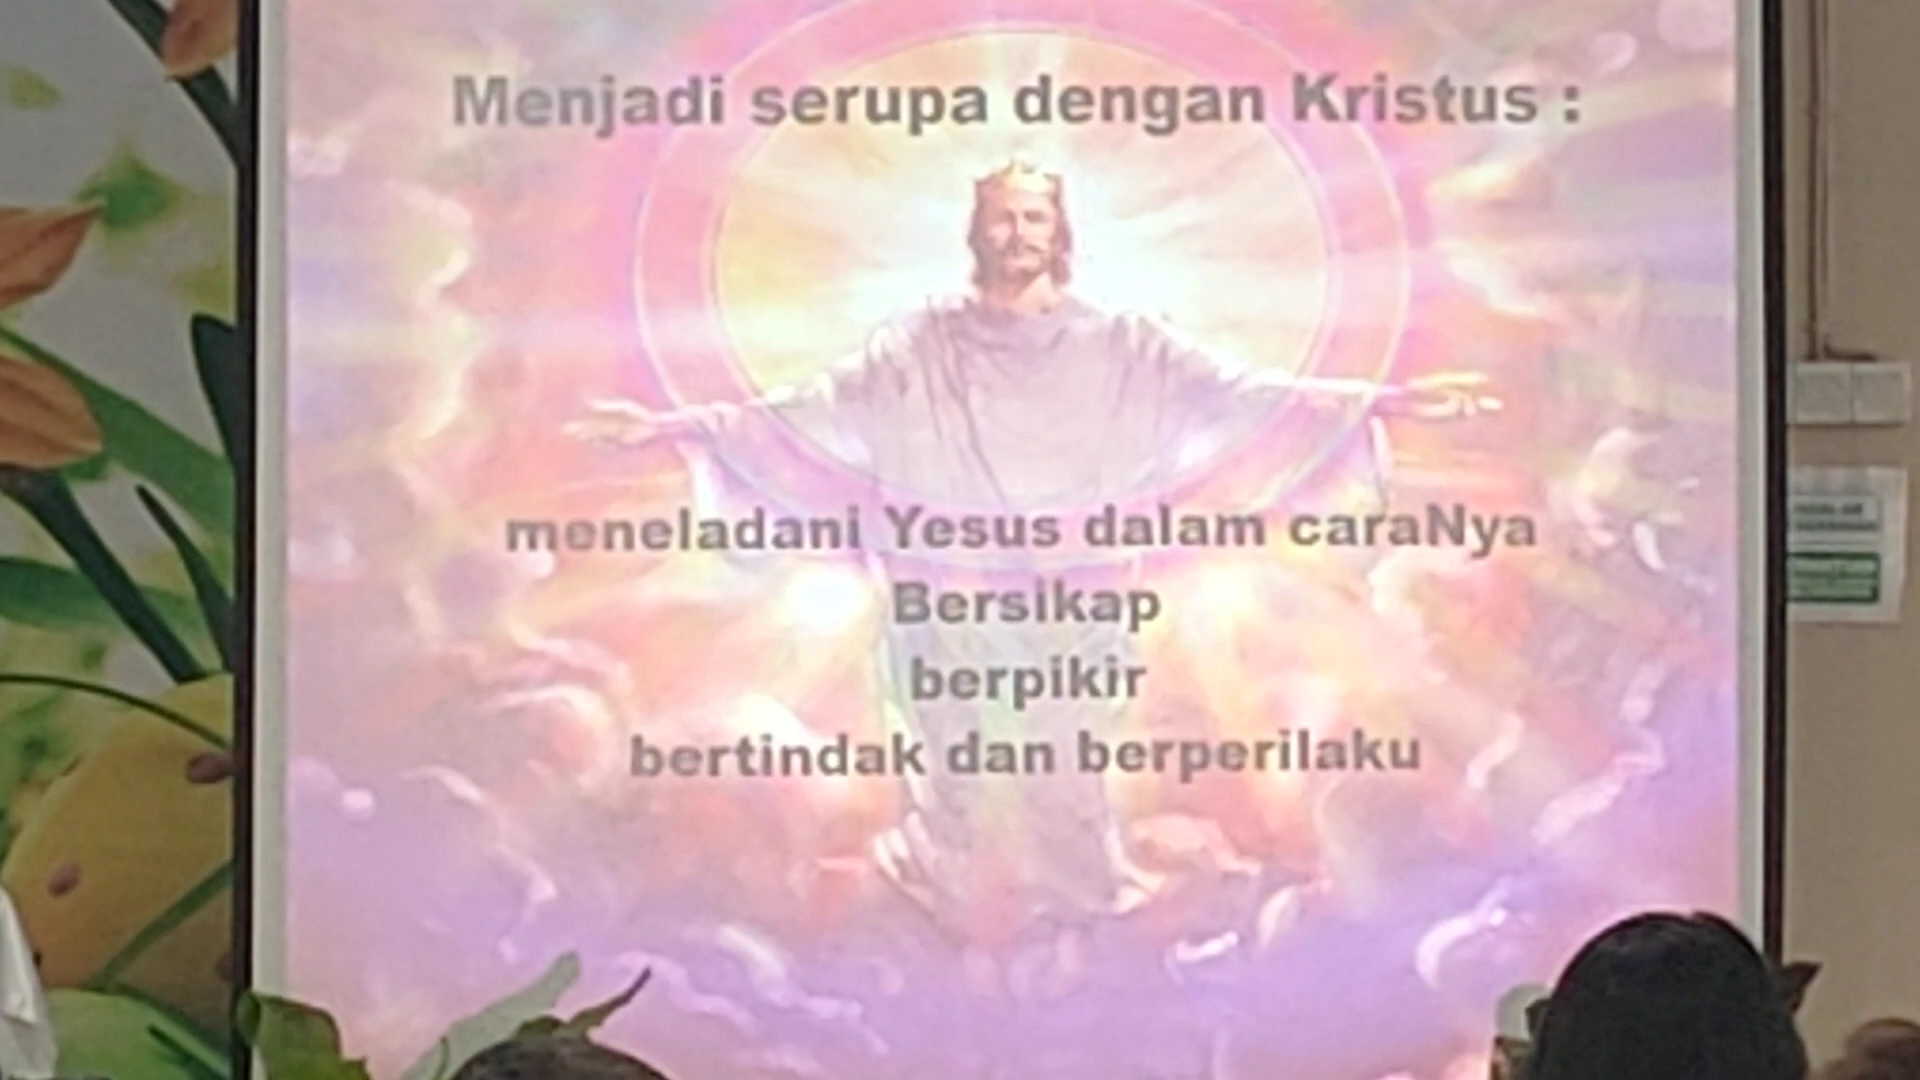 Menjadi serupa dengan Kristus :
meneladani Yesus dalam caraNya
Bersikap
berpikir
bertindak dan berperilaku